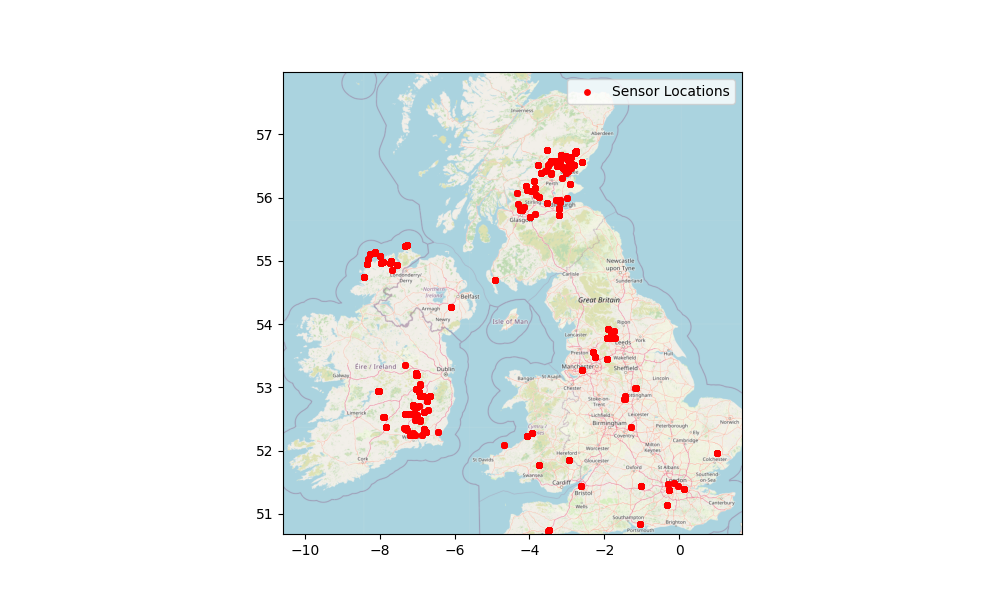 Sensor Locations
57
56
55
54
53
52
51
−10
−8
−6
−4
−2
0
Inverness
Aberdeen
Perth
Stirling
Glasgow
Newcastle
upon Tyne
Sunderland
Carlisle
Great Britain
Londonderry/
Derry
Northern
Ireland
Belfast
Armagh
Newry
Isle of Man
Ripon
Lancaster
York
Leeds
Preston
Hull
Wakefield
Manchester
Sheffield
Éire / Ireland
Dublin
Galway
Limerick
Cork
Bangor
St Asaph
Chester
Lincoln
Stoke-on-
Trent
Lichfield
Leicester
Birmingham
Peterborough
Norwich
Coventry
Ely
Cambridge
Worcester
Milton
Keynes
Hereford
Gloucester
St Davids
Swansea
Oxford
St Albans
Colchester
Southend
on-Sea
Cardiff
Bristol
London
Wells
Canterbury
Southampton
Brighton
Portsmouth